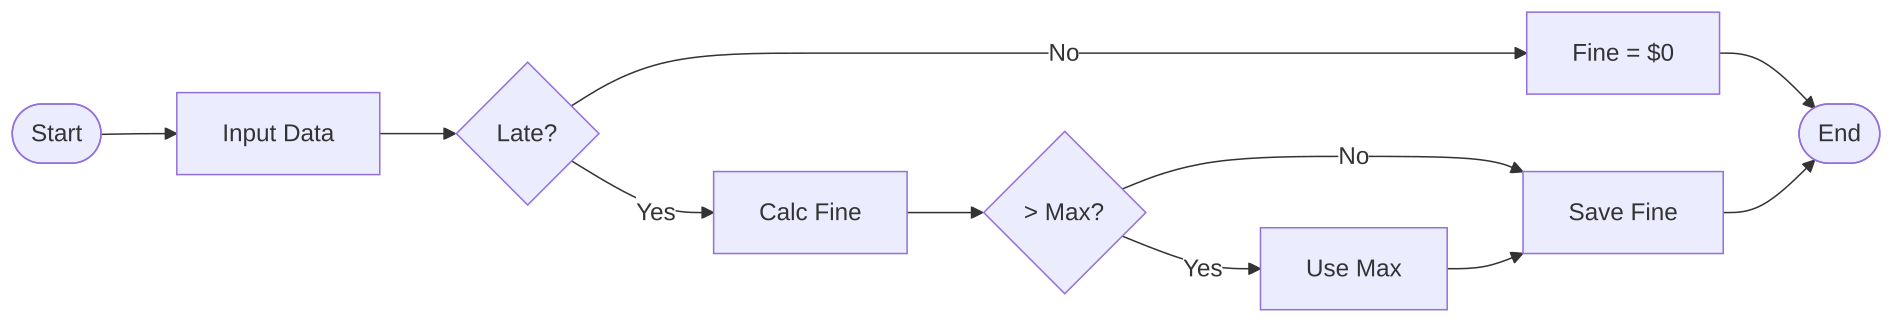 Start
Input Data
Late?
No
Fine = $0
Yes
Calc Fine
> Max?
No
Yes
Use Max
Save Fine
End